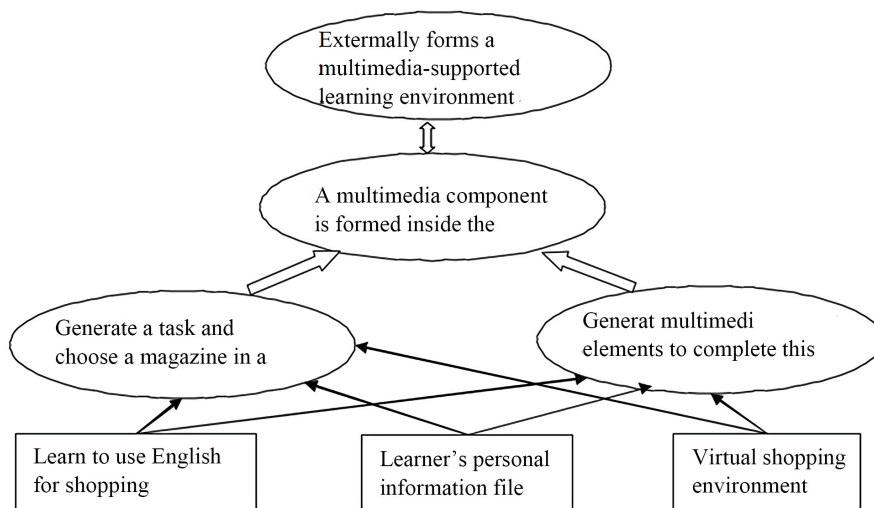 Extermally forms a
multimedia-supported
learning environment
A multimedia component
is formed inside the
Generate a task and
choose a magazine in a
Generat multimedi
elements to complete this
Learn to use English
for shopping
Learner's personal
information file
Virtual shopping
environment